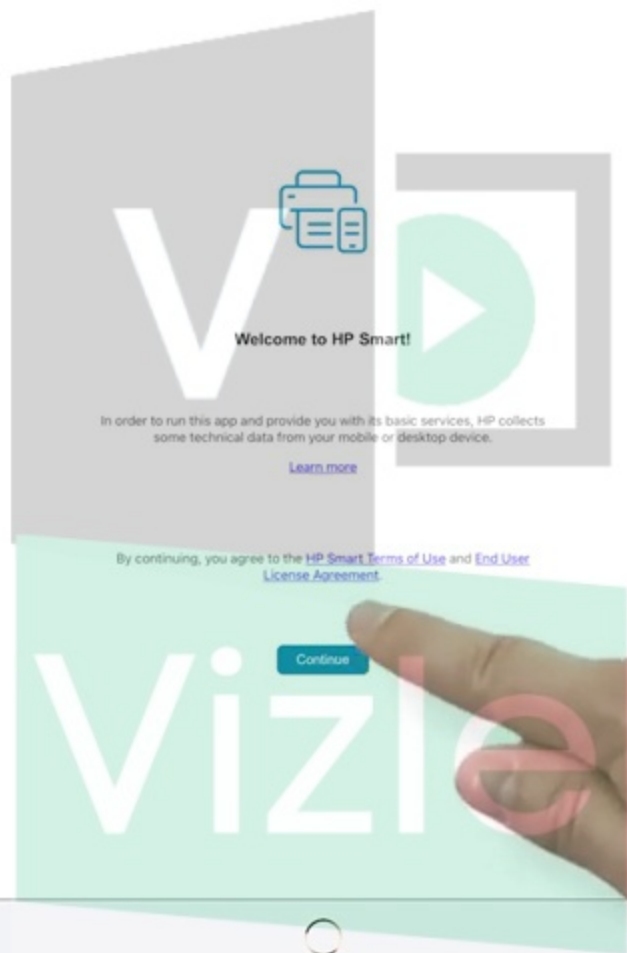 V
Welcome to HP Smart!
In order to run this app and provide you with its basic services, HP collects
some technical data from your mobile or desktop device.
Learn more
By continuing, you agree to the HP Smart Terms of Use and End User
License Agreement.
Continue
Vizle